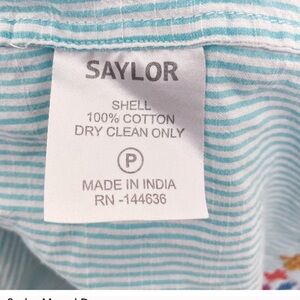 SAYLOR
SHELL
100% COTTON
DRY CLEAN ONLY
P
MADE IN INDIA
RN -144636